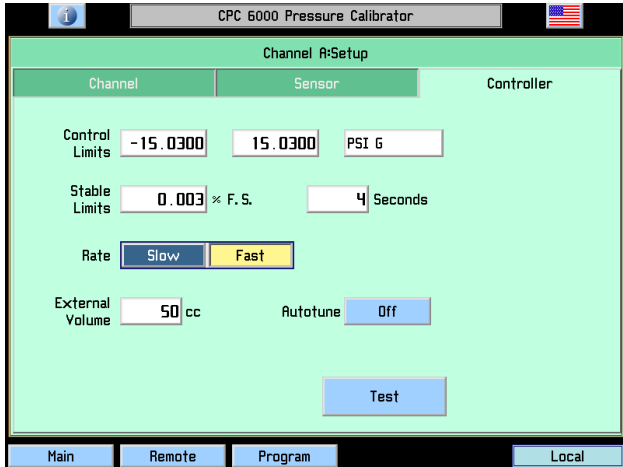 i
CPC 6000 Pressure Calibrator
Channel A:Setup
Channel Sensor Controller
Control Limits -15.0300 15.0300 PSI G
Stable Limits 0.003 % F.S. 4 Seconds
Rate Slow Fast
External Volume 50 cc Autotune Off
Test
Main Remote Program Local